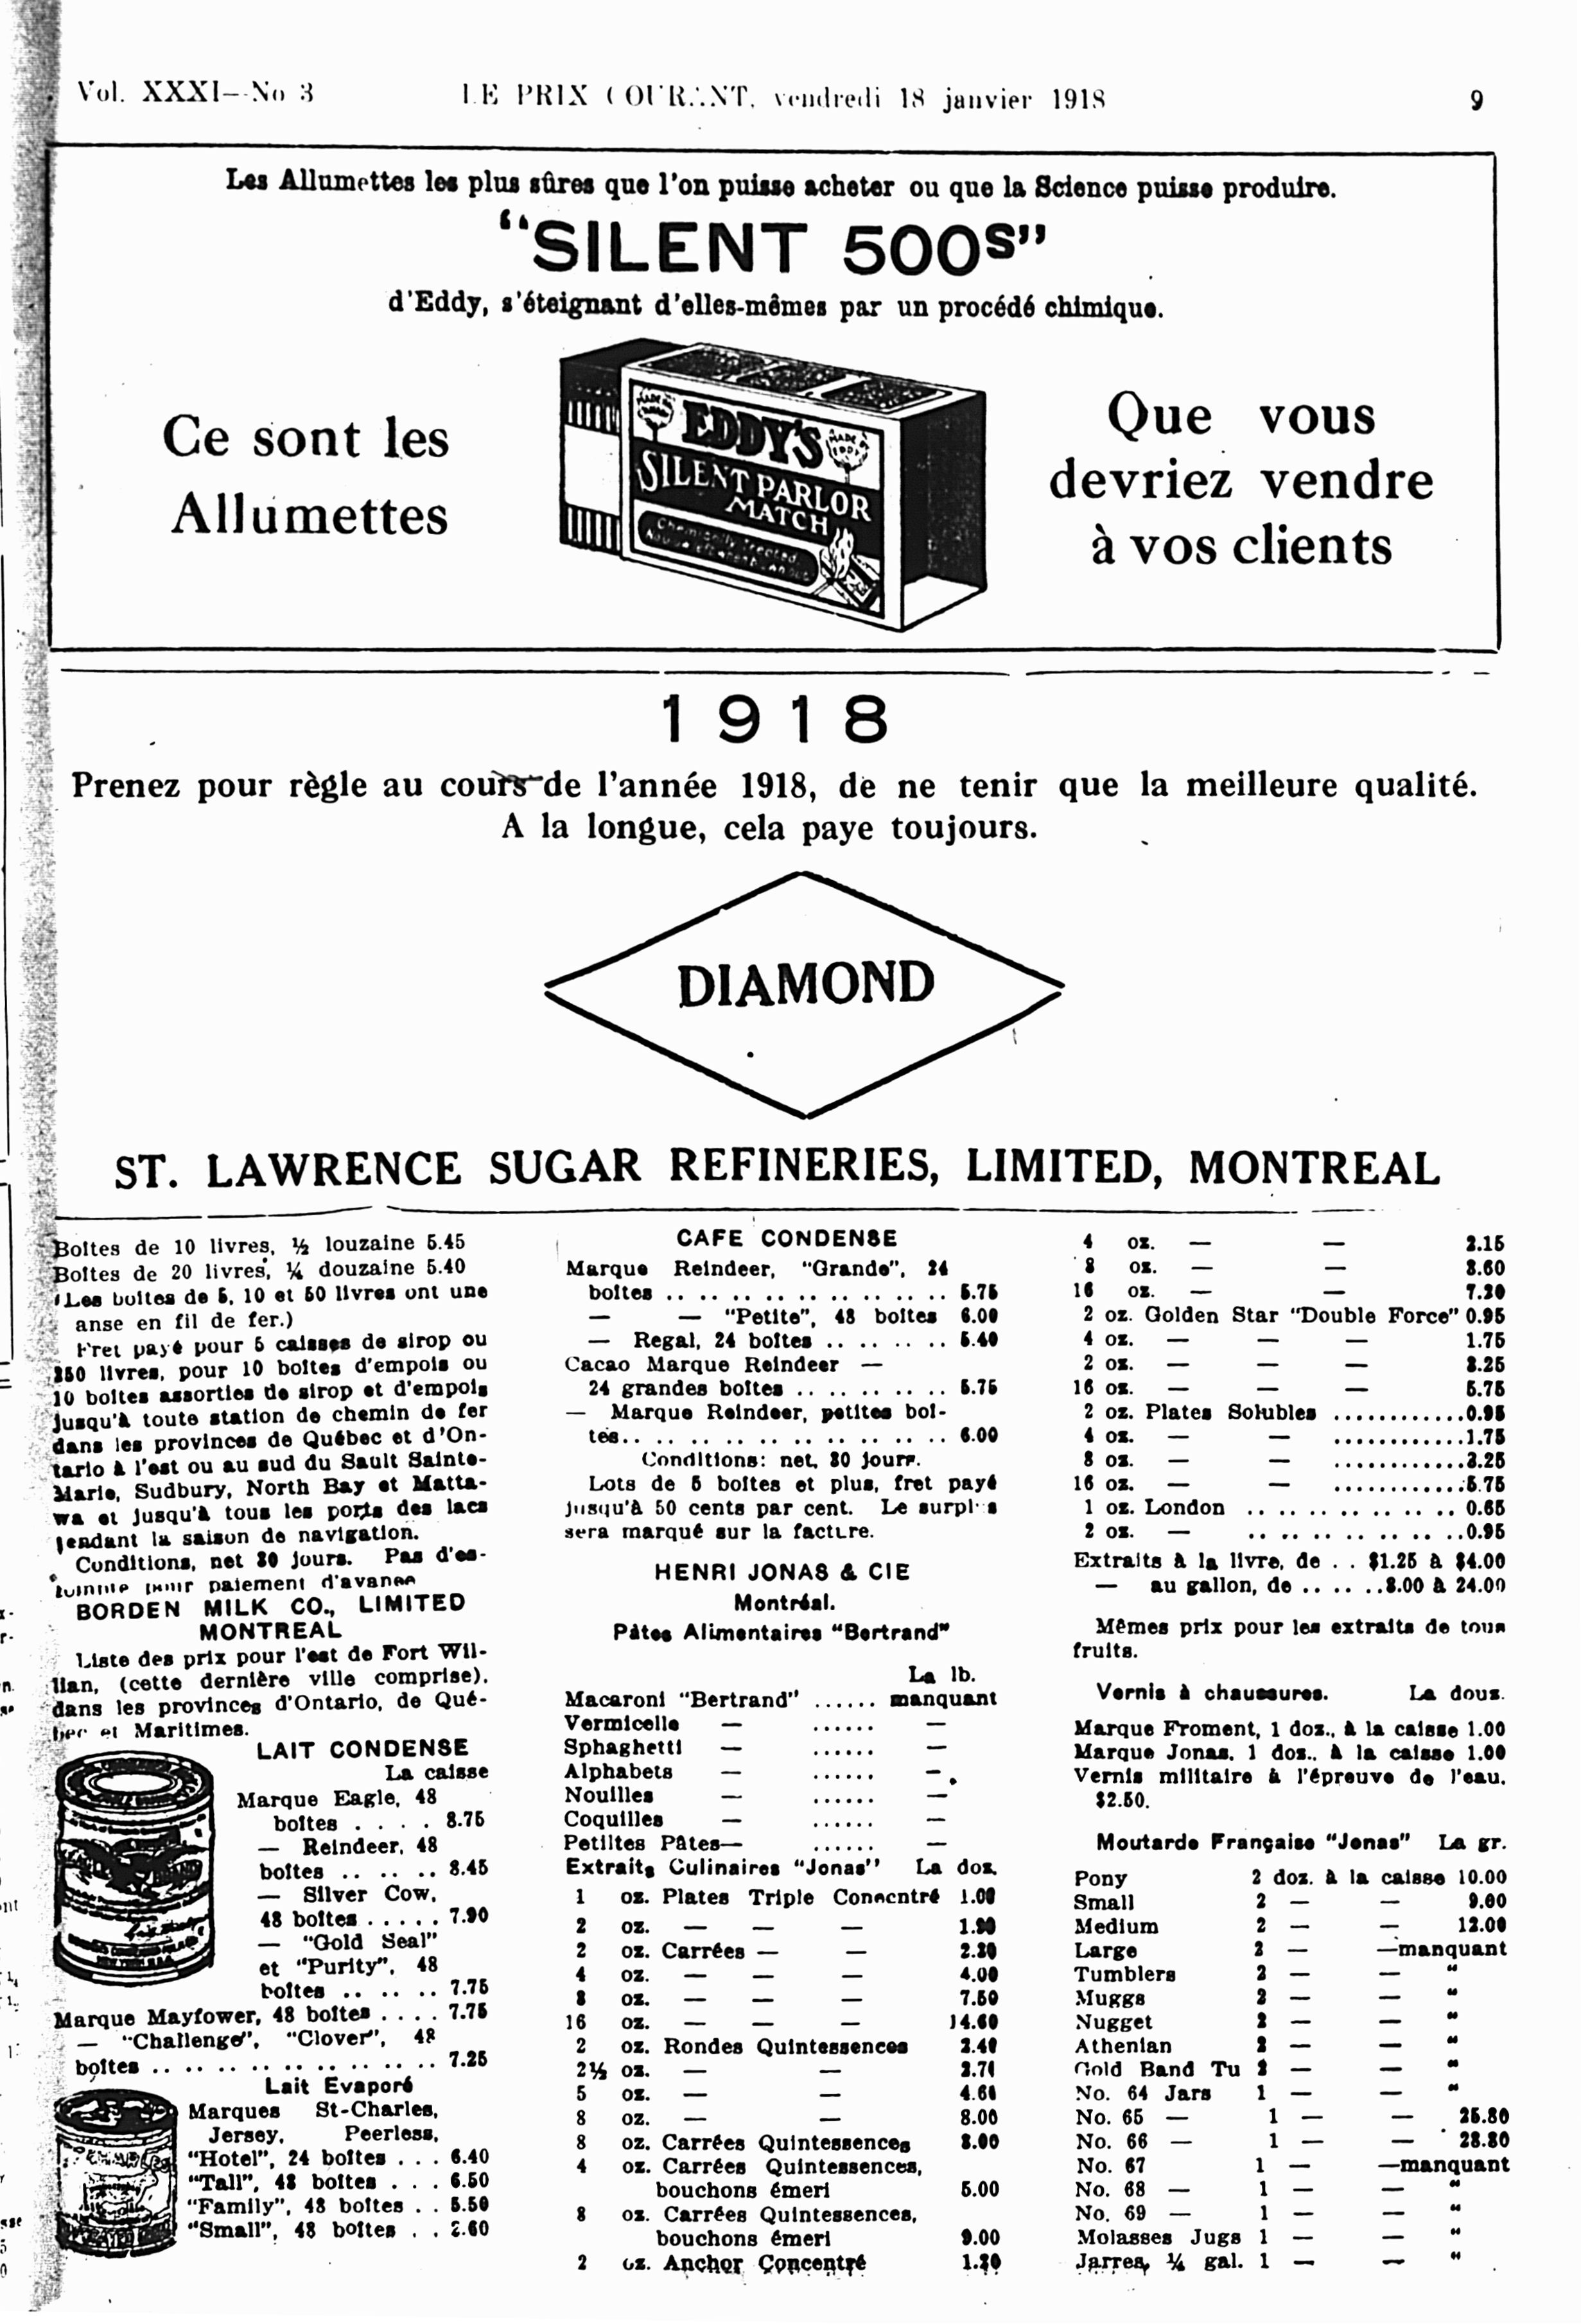 Vol. XXXI—No 3
LE PRIX COURANT, vendredi 18 janvier 1918
9
Les Allumettes les plus sûres que l'on puisse acheter ou que la Science puisse produire.
"SILENT 500s"
d'Eddy, s'éteignant d'elles-mêmes par un procédé chimique.
Ce sont les
Allumettes
EDDY'S
SILENT PARLOR
MATCH
Que vous
devriez vendre
à vos clients
1918
Prenez pour règle au cours de l'année 1918, de ne tenir que la meilleure qualité.
A la longue, cela paye toujours.
DIAMOND
ST. LAWRENCE SUGAR REFINERIES, LIMITED, MONTREAL
Boîtes de 10 livres, ½ louzaine 5.45
Boîtes de 20 livres, ¼ douzaine 5.40
(Les boîtes de 5, 10 et 50 livres ont une
anse en fil de fer.)
Fret payé pour 5 caisses de sirop ou
250 livres, pour 10 boîtes d'empois ou
10 boîtes assorties de sirop et d'empois
jusqu'à toute station de chemin de fer
dans les provinces de Québec et d'On-
tario à l'est ou au sud du Sault Sainte-
Marie, Sudbury, North Bay et Matta-
wa et jusqu'à tous les ports des lacs
pendant la saison de navigation.
Conditions, net 30 jours. Pas d'es-
compte pour paiement d'avance
BORDEN MILK CO., LIMITED
MONTREAL
Liste des prix pour l'est de Fort Wil-
lian, (cette dernière ville comprise),
dans les provinces d'Ontario, de Qué-
bec et Maritimes.
LAIT CONDENSE
La caisse
Marque Eagle, 48
boîtes . . . . 8.75
— Reindeer, 48
boîtes .. .. .. 8.45
— Silver Cow,
48 boîtes . . . . . 7.90
— "Gold Seal"
et "Purity", 48
boîtes .. .. .. 7.75
Marque Mayfower, 48 boîtes . . . . 7.75
— "Challenge", "Clover", 48
boîtes .. .. .. .. .. .. .. .. .. 7.25
Lait Evaporé
Marques St-Charles,
Jersey, Peerless,
"Hotel", 24 boîtes . . . 6.40
"Tall", 48 boîtes . . . 6.50
"Family", 48 boîtes . . 5.50
"Small", 48 boîtes . . 2.60
CAFE CONDENSE
Marque Reindeer, "Grande", 24
boîtes .. .. .. .. .. .. .. .. .. 5.75
— — "Petite", 48 boîtes 6.00
— Regal, 24 boîtes .. .. .. .. 5.40
Cacao Marque Reindeer —
24 grandes boîtes .. .. .. .. .. 5.75
— Marque Reindeer, petites boî-
tes.. .. .. .. .. .. .. .. .. .. 6.00
Conditions: net, 30 jours.
Lots de 5 boîtes et plus, fret payé
jusqu'à 50 cents par cent. Le surplus
sera marqué sur la facture.
HENRI JONAS & CIE
Montréal.
Pâtes Alimentaires "Bertrand"
La lb.
Macaroni "Bertrand" ...... manquant
Vermicelle — ...... —
Sphaghetti — ...... —
Alphabets — ...... —
Nouilles — ...... —
Coquilles — ...... —
Petiltes Pâtes— ...... —
Extraits Culinaires "Jonas" La doz.
1 oz. Plates Triple Concentré 1.00
2 oz. — — — 1.90
2 oz. Carrées — — 2.20
4 oz. — — — 4.00
8 oz. — — — 7.50
16 oz. — — — 14.60
2 oz. Rondes Quintessences 2.40
2½ oz. — — 2.70
5 oz. — — 4.60
8 oz. — — 8.00
8 oz. Carrées Quintessences 8.00
4 oz. Carrées Quintessences,
bouchons émeri 5.00
8 oz. Carrées Quintessences,
bouchons émeri 9.00
2 oz. Anchor Concentré 1.20
4 oz. — — 2.15
8 oz. — — 3.60
16 oz. — — 7.20
2 oz. Golden Star "Double Force" 0.95
4 oz. — — — 1.75
2 oz. — — — 3.25
16 oz. — — — 5.75
2 oz. Plates Solubles ............0.95
4 oz. — — ............1.75
8 oz. — — ............3.25
16 oz. — — ............5.75
1 oz. London .. .. .. .. .. .. .. .. 0.65
2 oz. — .. .. .. .. .. .. .. ..0.95
Extraits à la livre, de . . $1.25 à $4.00
— au gallon, de .. .. ..8.00 à 24.00
Mêmes prix pour les extraits de tous
fruits.
Vernis à chaussures. La douz.
Marque Froment, 1 doz., à la caisse 1.00
Marque Jonas, 1 doz., à la caisse 1.00
Vernis militaire à l'épreuve de l'eau,
$2.50.
Moutarde Française "Jonas" La gr.
Pony 2 doz. à la caisse 10.00
Small 2 — — 9.00
Medium 2 — — 12.00
Large 2 — —manquant
Tumblers 2 — — "
Muggs 2 — — "
Nugget 2 — — "
Athenian 2 — — "
Gold Band Tu 2 — — "
No. 64 Jars 1 — — "
No. 65 — 1 — — 25.80
No. 66 — 1 — — 28.80
No. 67 1 — —manquant
No. 68 — 1 — — "
No. 69 — 1 — — "
Molasses Jugs 1 — — "
Jarres, ¼ gal. 1 — — "